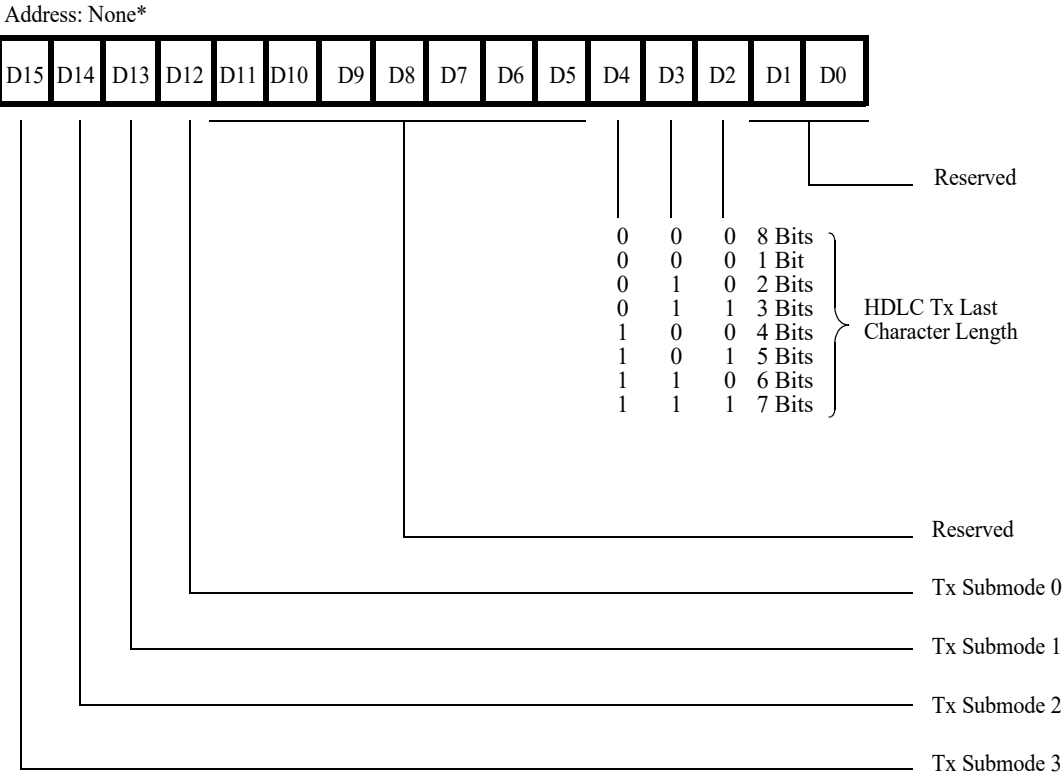 Address: None*
D15 D14 D13 D12 D11 D10 D9 D8 D7 D6 D5 D4 D3 D2 D1 D0
Reserved
0 0 0 8 Bits
0 0 0 1 Bit
0 1 0 2 Bits
0 1 1 3 Bits
1 0 0 4 Bits
1 0 1 5 Bits
1 1 0 6 Bits
1 1 1 7 Bits
HDLC Tx Last
Character Length
Reserved
Tx Submode 0
Tx Submode 1
Tx Submode 2
Tx Submode 3